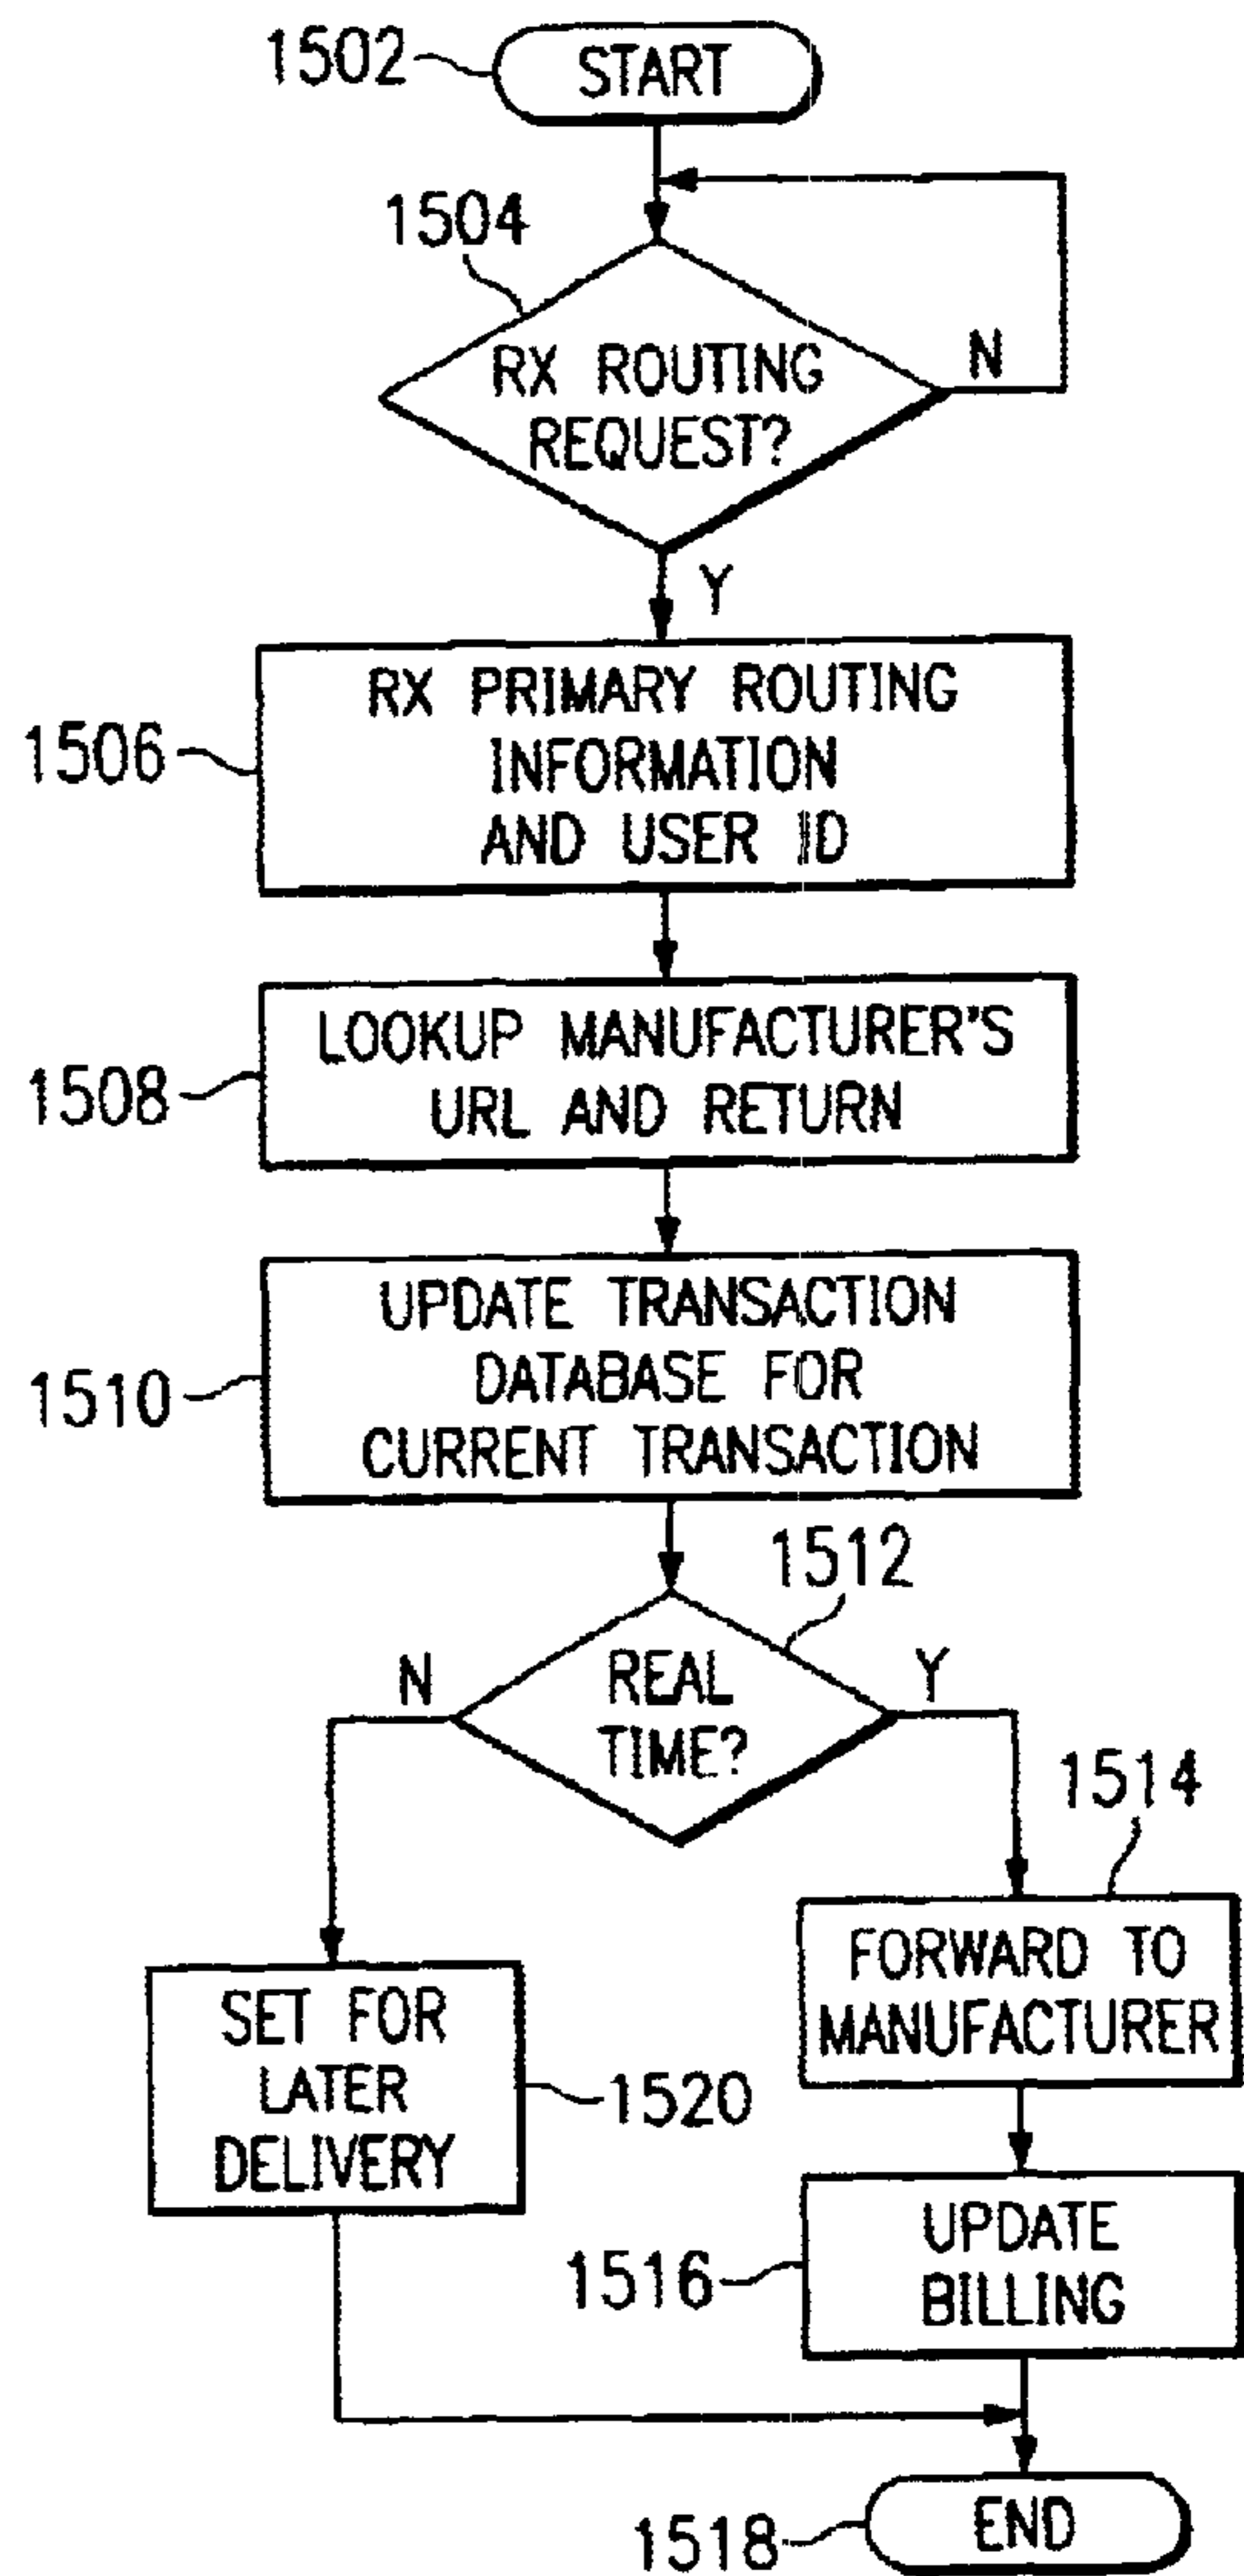 1502
START
1504
RX ROUTING
REQUEST?
N
Y
RX PRIMARY ROUTING
INFORMATION
AND USER ID
1506
LOOKUP MANUFACTURER'S
URL AND RETURN
1508
UPDATE TRANSACTION
DATABASE FOR
CURRENT TRANSACTION
1510
1512
REAL
TIME?
N
Y
1514
FORWARD TO
MANUFACTURER
SET FOR
LATER
DELIVERY
1520
UPDATE
BILLING
1516
END
1518